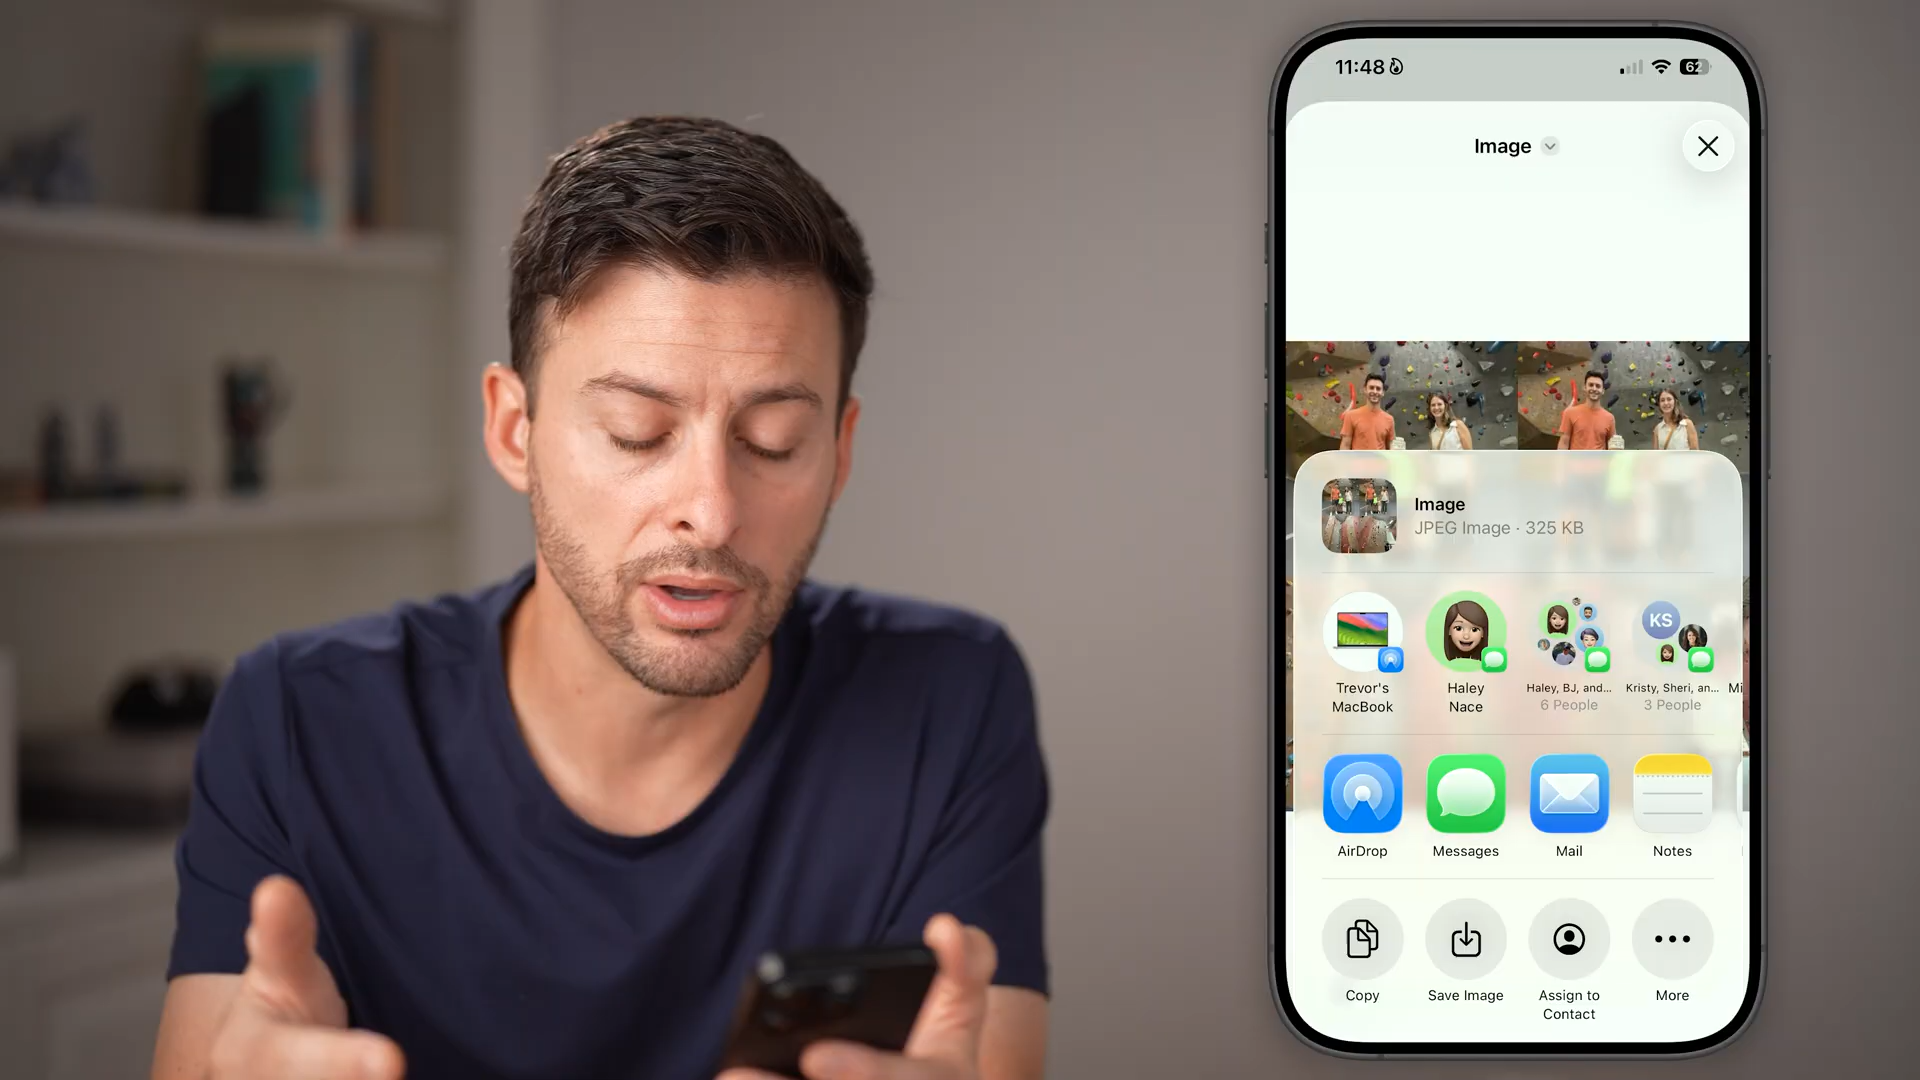 11:48
62
Image
Image
JPEG Image · 325 KB
KS
Trevor's
MacBook
Haley
Nace
Haley, BJ, and...
6 People
Kristy, Sheri, an...
3 People
Mi
AirDrop
Messages
Mail
Notes
Copy
Save Image
Assign to
Contact
More